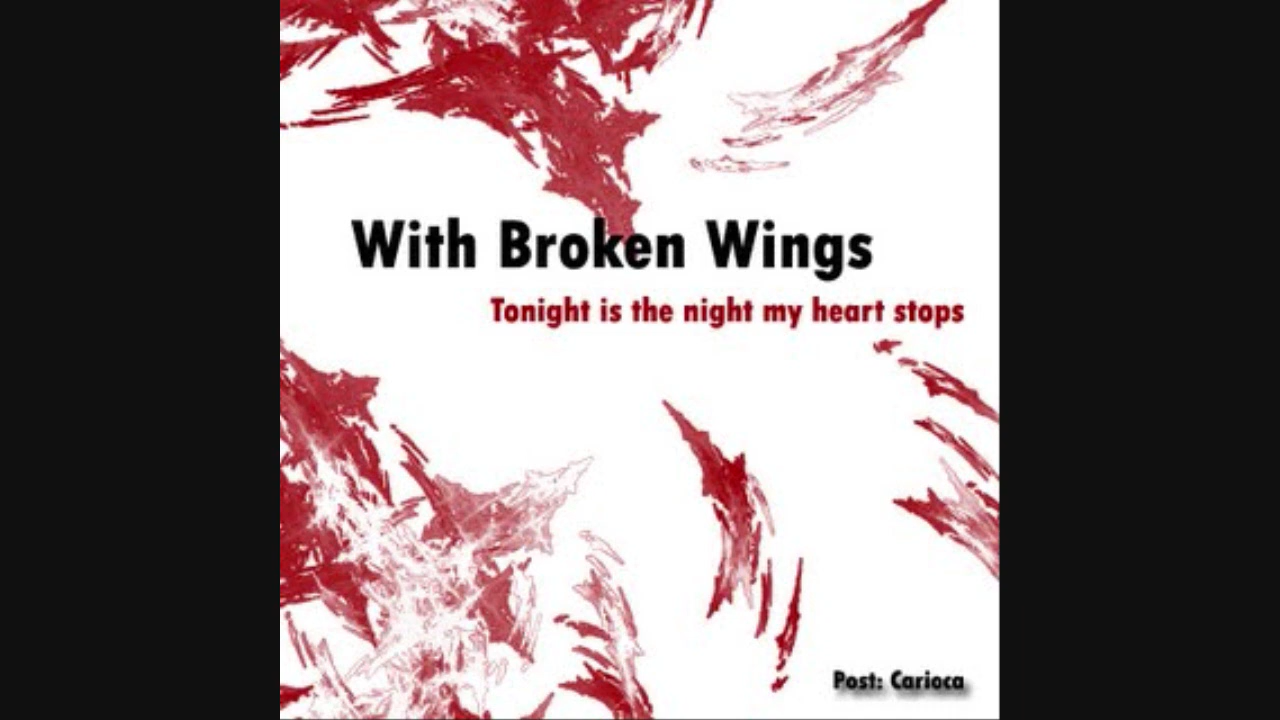 With Broken Wings
Tonight is the night my heart stops
Post: Carioca